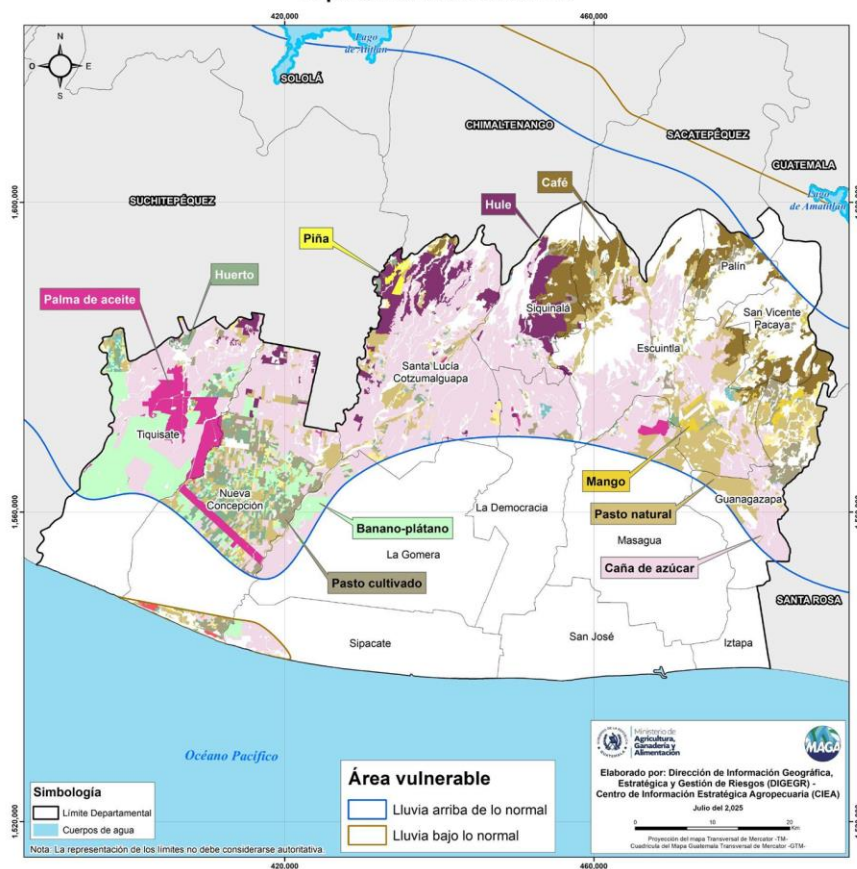 420,000
460,000
N
O
E
S
Lago
de Atitlán
SOLOLÁ
CHIMALTENANGO
SACATEPÉQUEZ
GUATEMALA
Lago
de Amatitlán
SUCHITEPÉQUEZ
1,600,000
Café
Hule
Piña
Huerto
Palma de aceite
Palín
Siquinalá
San Vicente
Pacaya
Escuintla
Santa Lucía
Cotzumalguapa
Tiquisate
Mango
Nueva
Concepción
Guanagazapa
La Democracia
Pasto natural
1,560,000
Banano-plátano
Masagua
La Gomera
Caña de azúcar
Pasto cultivado
SANTA ROSA
Sipacate
San José
Iztapa
Océano Pacífico
Ministerio de
Agricultura,
Ganadería y
Alimentación
MAGA
Elaborado por: Dirección de Información Geográfica,
Estratégica y Gestión de Riesgos (DIGEGR) -
Centro de Información Estratégica Agropecuaria (CIEA)
Julio del 2,025
0 10 20
Km
Proyección del mapa Transversal de Mercator -TM-
Cuadrícula del Mapa Guatemala Transversal de Mercator -GTM-
Simbología
Límite Departamental
Cuerpos de agua
Área vulnerable
Lluvia arriba de lo normal
Lluvia bajo lo normal
1,520,000
Nota: La representación de los límites no debe considerarse autoritativa.
420,000
460,000